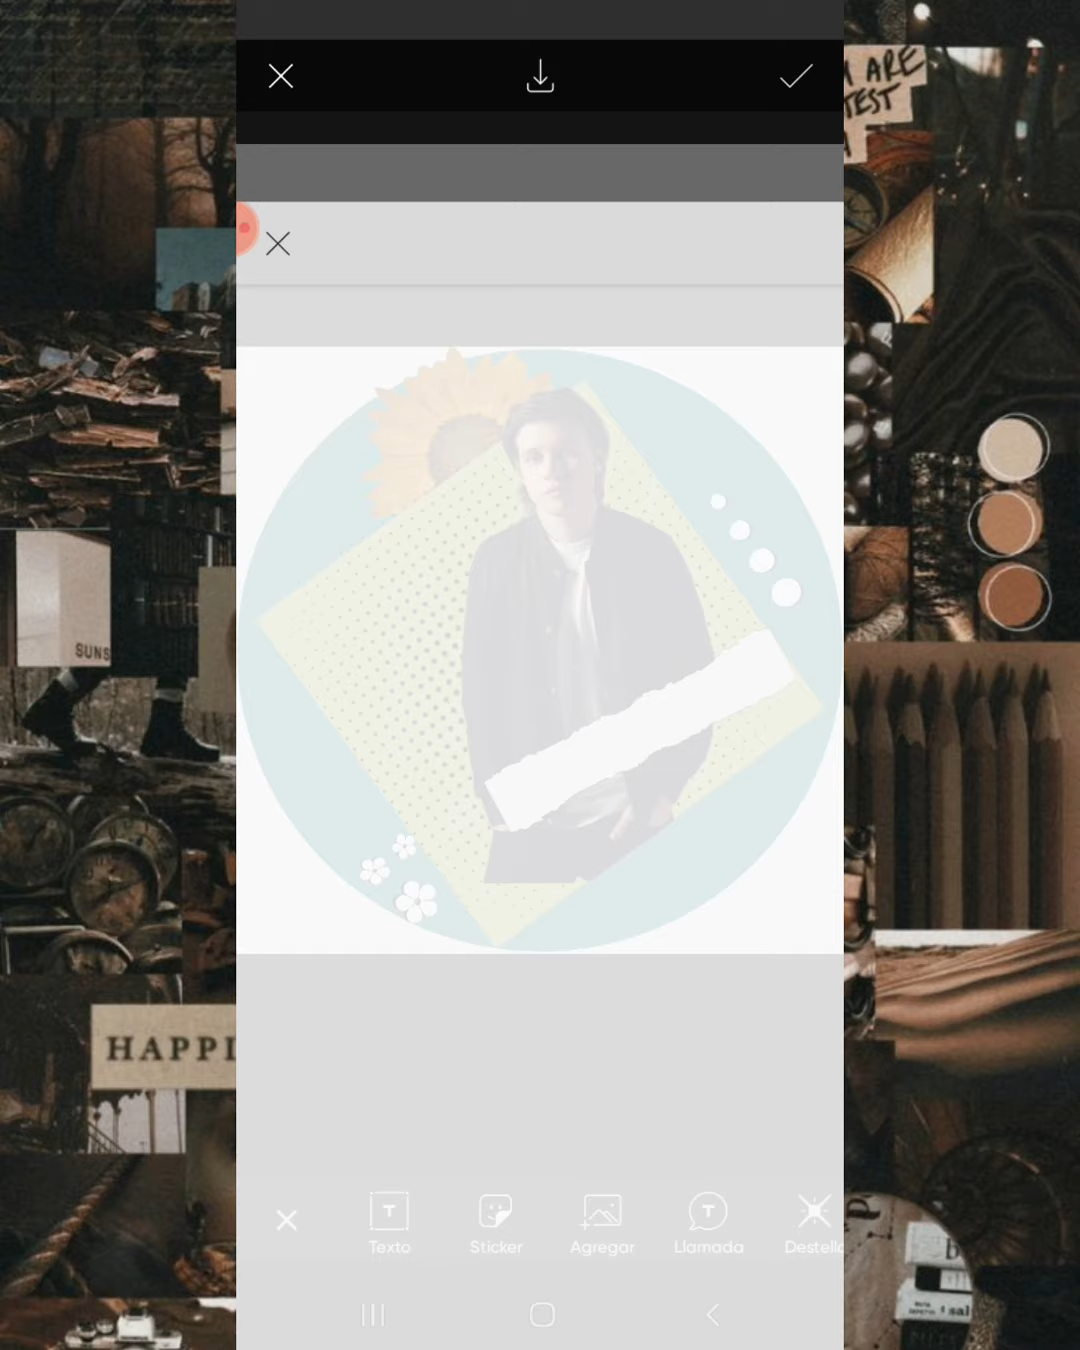 ARE
TEST
A
SUNS
HAPPI
Texto
Sticker
Agregar
Llamada
Destello